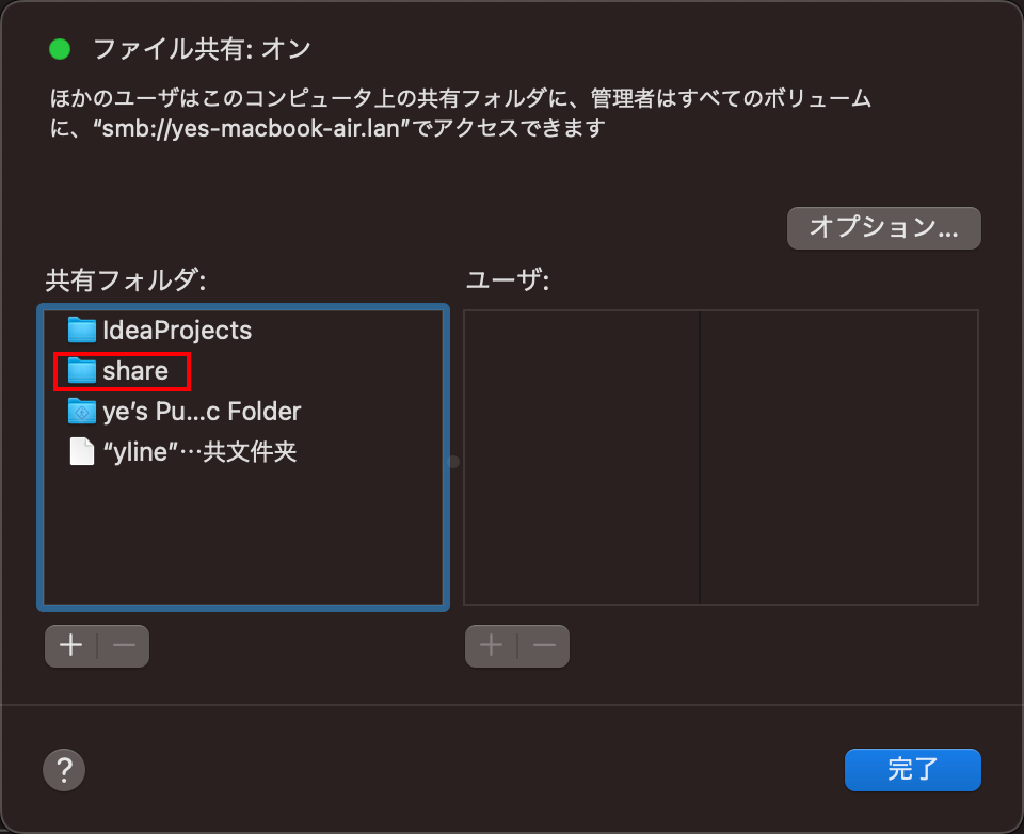 ファイル共有: オン
ほかのユーザはこのコンピュータ上の共有フォルダに、管理者はすべてのボリューム
に、“smb://yes-macbook-air.lan”でアクセスできます
オプション...
共有フォルダ:
ユーザ:
IdeaProjects
share
ye’s Pu...c Folder
“yline”…共文件夹
?
完了